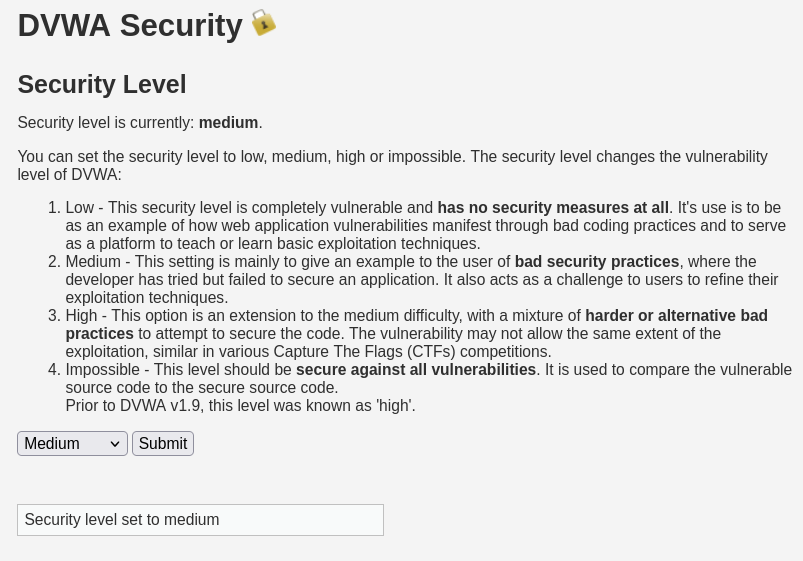 DVWA Security
Security Level
Security level is currently: medium.
You can set the security level to low, medium, high or impossible. The security level changes the vulnerability
level of DVWA:
1. Low - This security level is completely vulnerable and has no security measures at all. It's use is to be
as an example of how web application vulnerabilities manifest through bad coding practices and to serve
as a platform to teach or learn basic exploitation techniques.
2. Medium - This setting is mainly to give an example to the user of bad security practices, where the
developer has tried but failed to secure an application. It also acts as a challenge to users to refine their
exploitation techniques.
3. High - This option is an extension to the medium difficulty, with a mixture of harder or alternative bad
practices to attempt to secure the code. The vulnerability may not allow the same extent of the
exploitation, similar in various Capture The Flags (CTFs) competitions.
4. Impossible - This level should be secure against all vulnerabilities. It is used to compare the vulnerable
source code to the secure source code.
Prior to DVWA v1.9, this level was known as 'high'.
Medium Submit
Security level set to medium